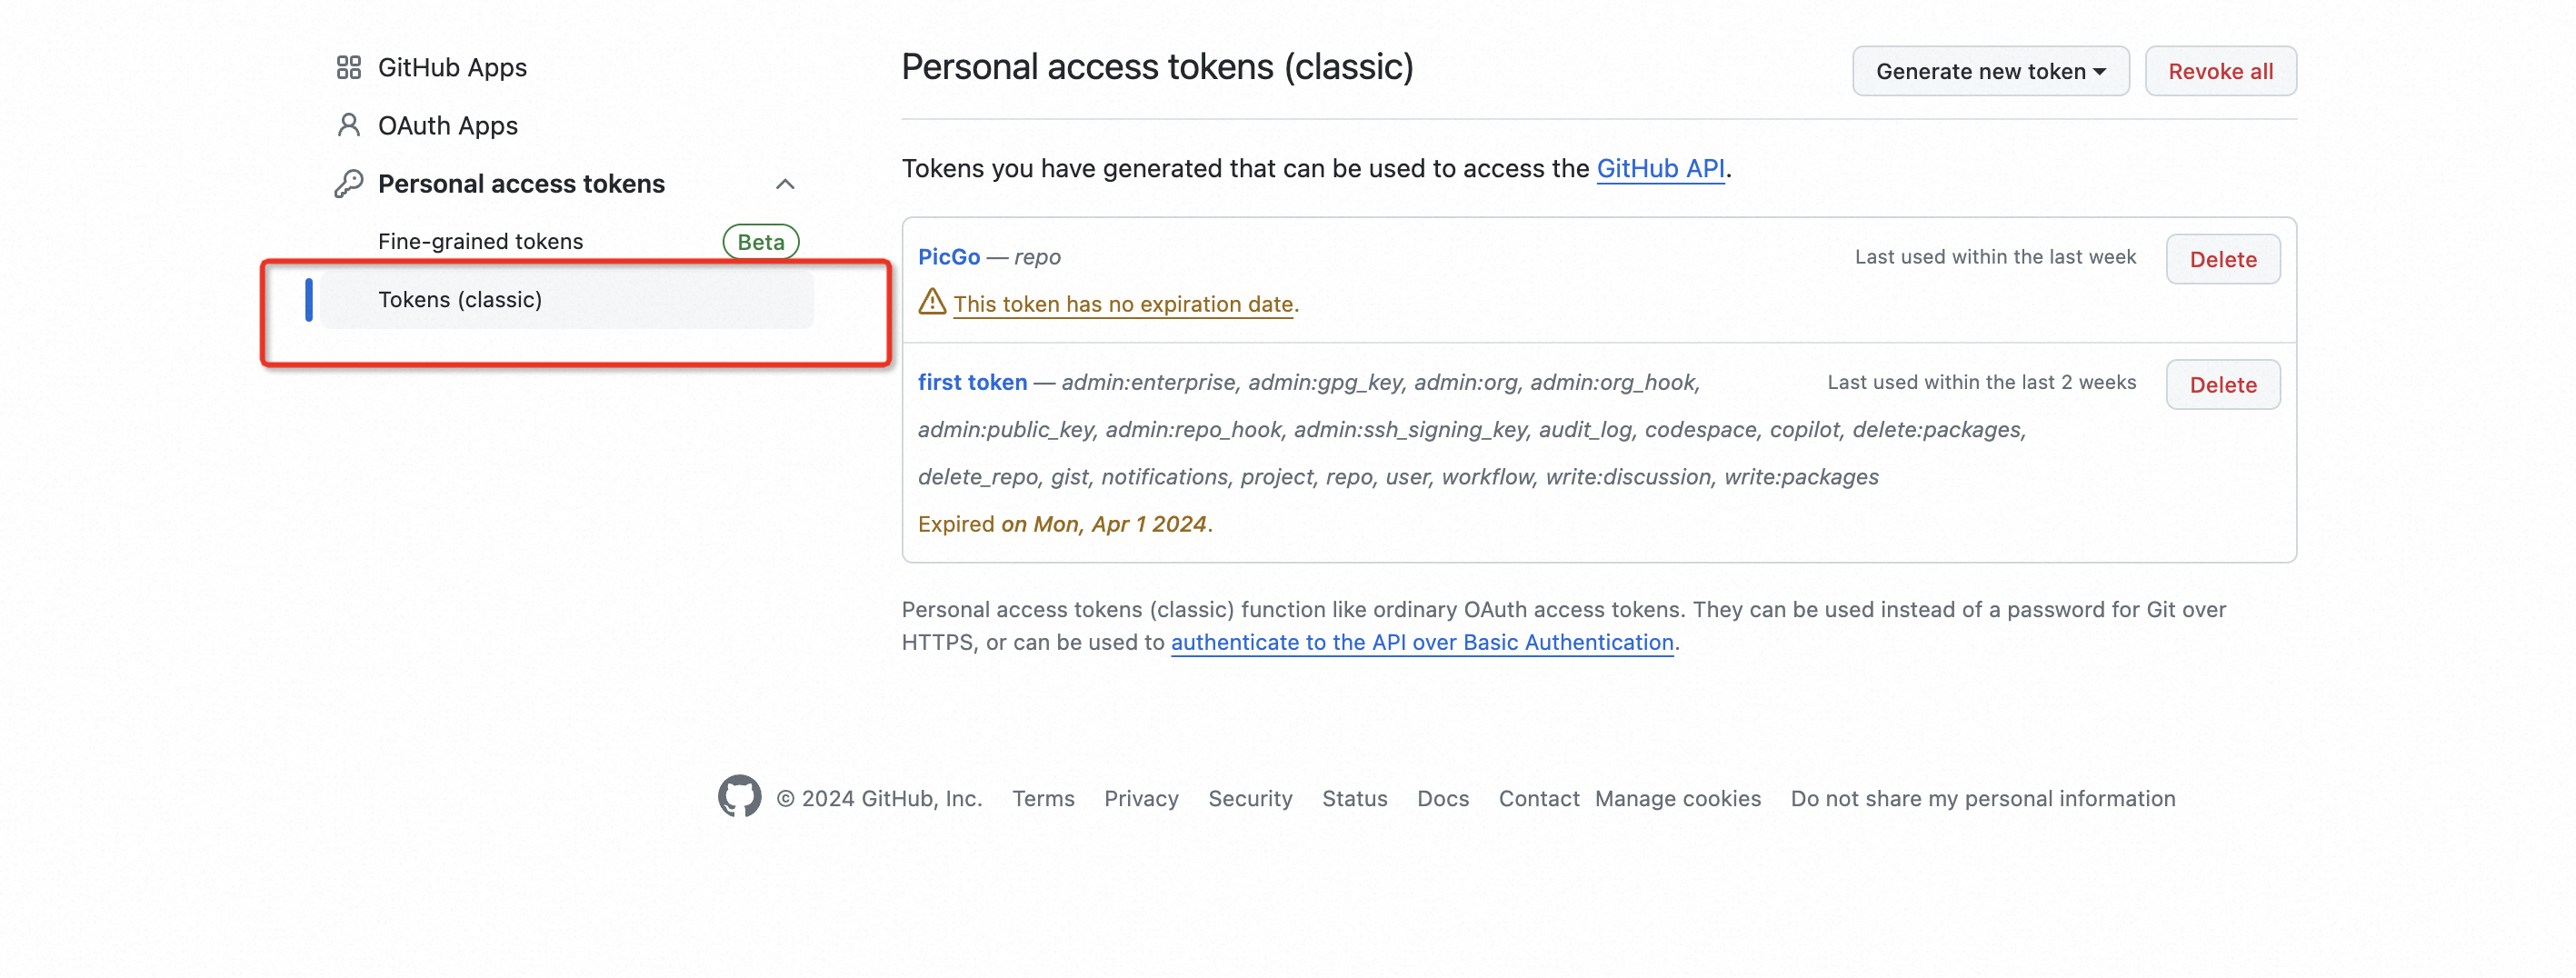 GitHub Apps
OAuth Apps
Personal access tokens
Fine-grained tokens Beta
Tokens (classic)
Personal access tokens (classic)
Generate new token
Revoke all
Tokens you have generated that can be used to access the GitHub API.
PicGo — repo
Last used within the last week
Delete
This token has no expiration date.
first token — admin:enterprise, admin:gpg_key, admin:org, admin:org_hook,
Last used within the last 2 weeks
Delete
admin:public_key, admin:repo_hook, admin:ssh_signing_key, audit_log, codespace, copilot, delete:packages,
delete_repo, gist, notifications, project, repo, user, workflow, write:discussion, write:packages
Expired on Mon, Apr 1 2024.
Personal access tokens (classic) function like ordinary OAuth access tokens. They can be used instead of a password for Git over
HTTPS, or can be used to authenticate to the API over Basic Authentication.
© 2024 GitHub, Inc. Terms Privacy Security Status Docs Contact Manage cookies Do not share my personal information